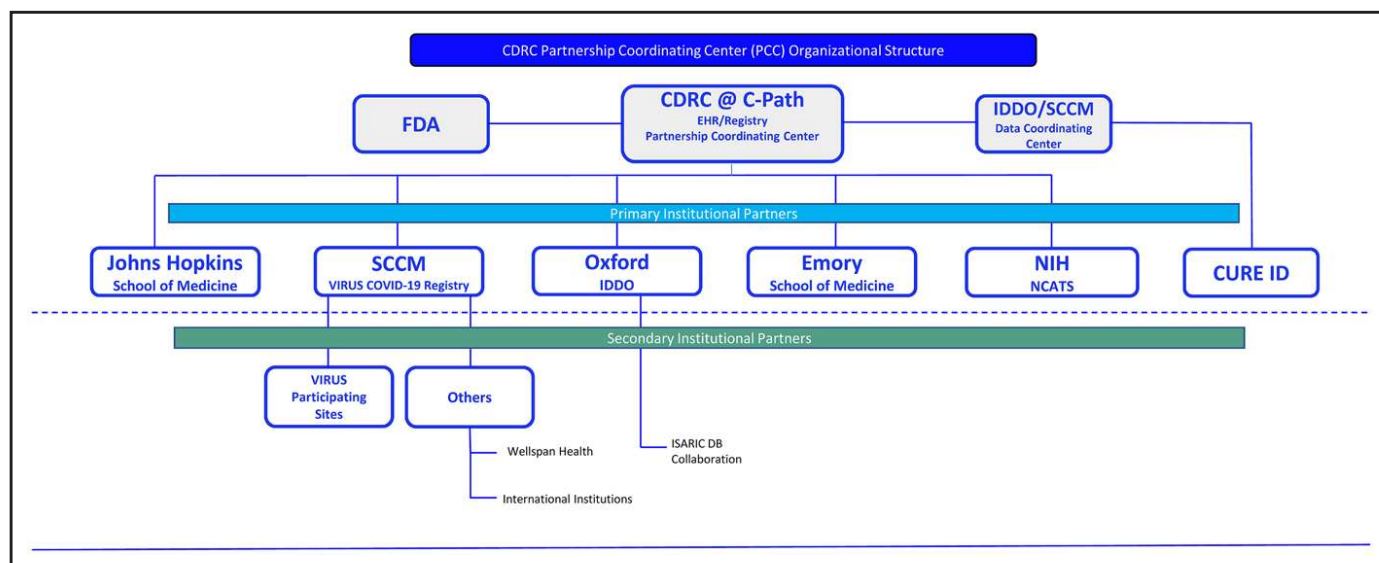 CDRC Partnership Coordinating Center (PCC) Organizational Structure
FDA
CDRC @ C-Path
EHR/Registry
Partnership Coordinating Center
IDDO/SCCM
Data Coordinating
Center
Primary Institutional Partners
Johns Hopkins
School of Medicine
SCCM
VIRUS COVID-19 Registry
Oxford
IDDO
Emory
School of Medicine
NIH
NCATS
CURE ID
Secondary Institutional Partners
VIRUS
Participating
Sites
Others
Wellspan Health
International Institutions
ISARIC DB
Collaboration